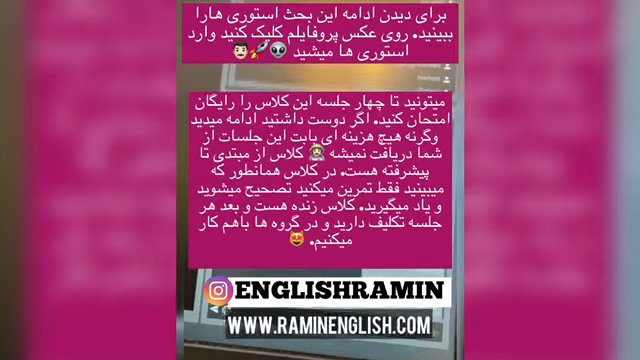 برای دیدن ادامه این بحث استوری هارا
ببینید. روی عکس پروفایلم کلیک کنید وارد
استوری ها میشید 👽🚀👨🏻
میتونید تا چهار جلسه این کلاس را رایگان
امتحان کنید. اگر دوست داشتید ادامه میدید
وگرنه هیچ هزینه ای بابت این جلسات از
شما دریافت نمیشه 👩🏻‍🚀 کلاس از مبتدی تا
پیشرفته هست. در کلاس همانطور که
میبینید فقط تمرین میکنید تصحیح میشوید
و یاد میگیرید. کلاس زنده هست و بعد هر
جلسه تکلیف دارید و در گروه ها باهم کار
میکنیم. 😻
ENGLISHRAMIN
WWW.RAMINENGLISH.COM